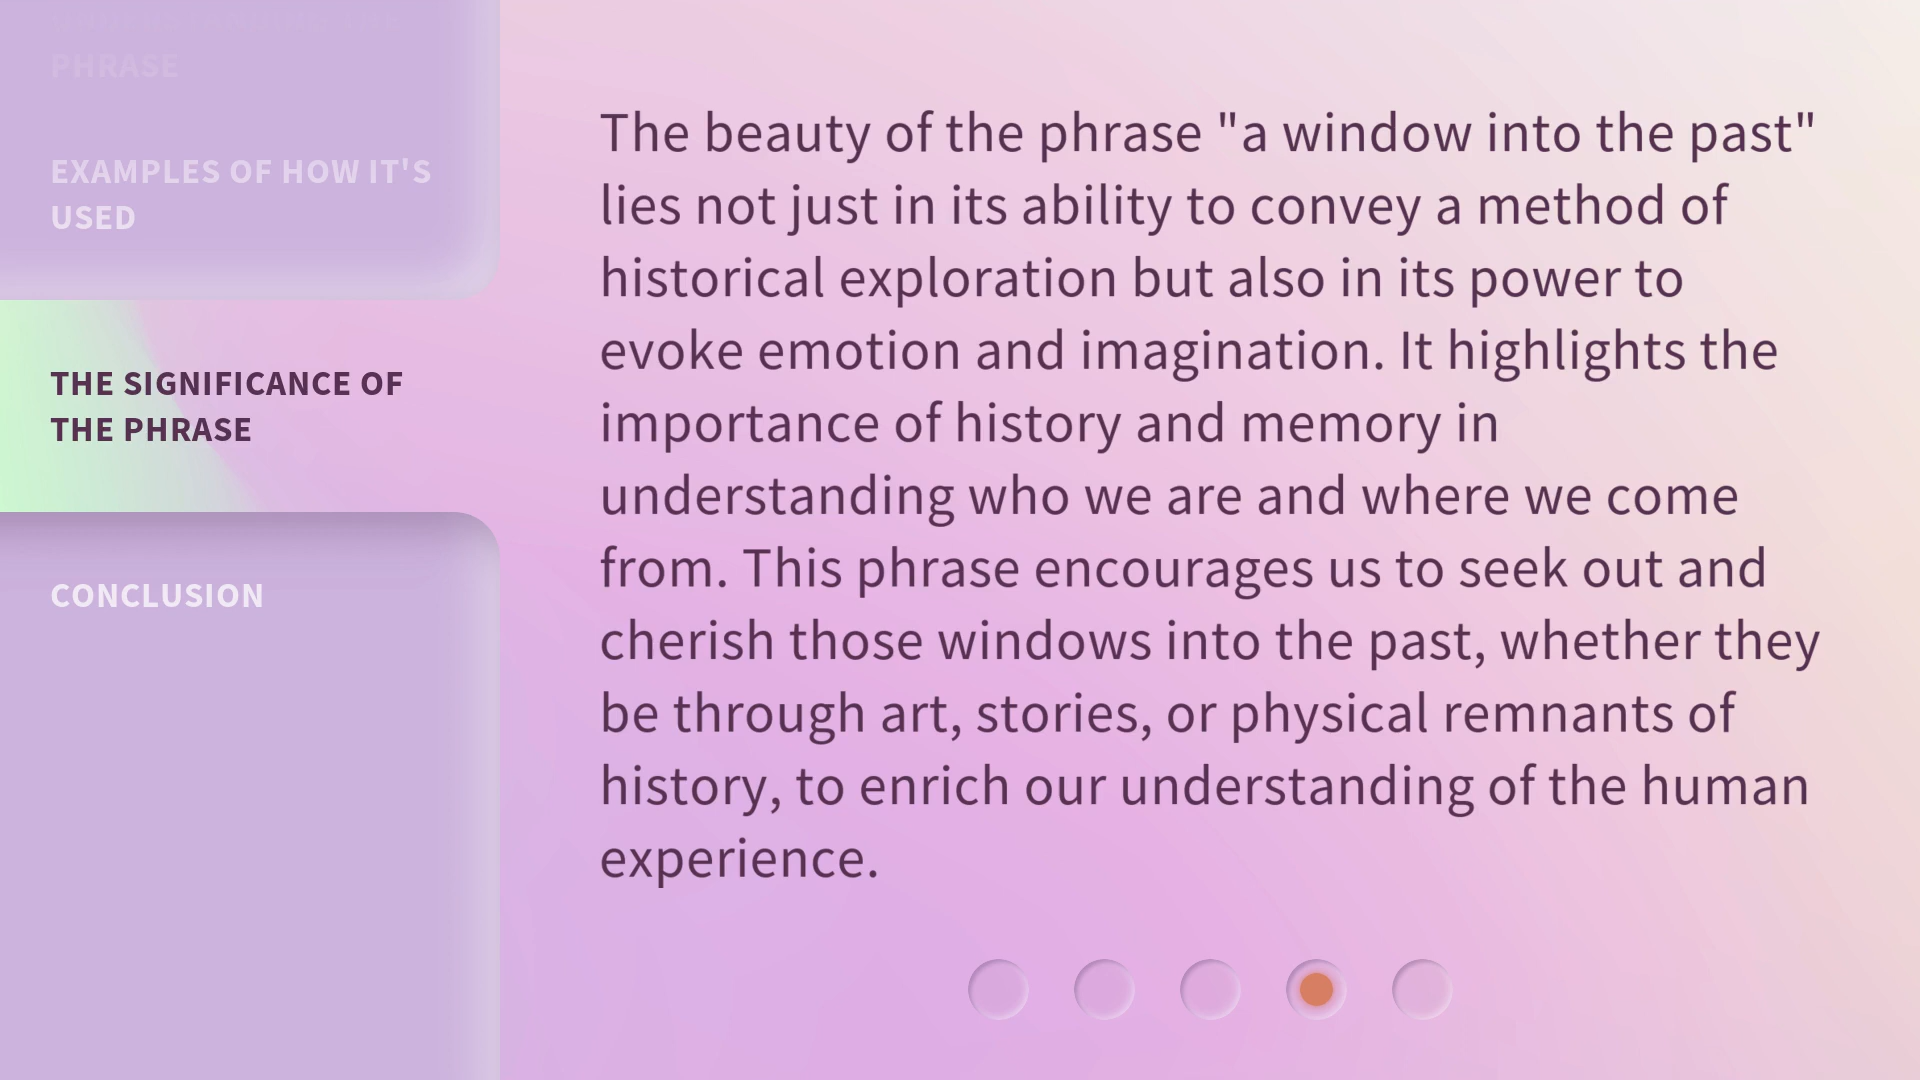 PHRASE
EXAMPLES OF HOW IT'S
USED
THE SIGNIFICANCE OF
THE PHRASE
CONCLUSION
The beauty of the phrase "a window into the past"
lies not just in its ability to convey a method of
historical exploration but also in its power to
evoke emotion and imagination. It highlights the
importance of history and memory in
understanding who we are and where we come
from. This phrase encourages us to seek out and
cherish those windows into the past, whether they
be through art, stories, or physical remnants of
history, to enrich our understanding of the human
experience.